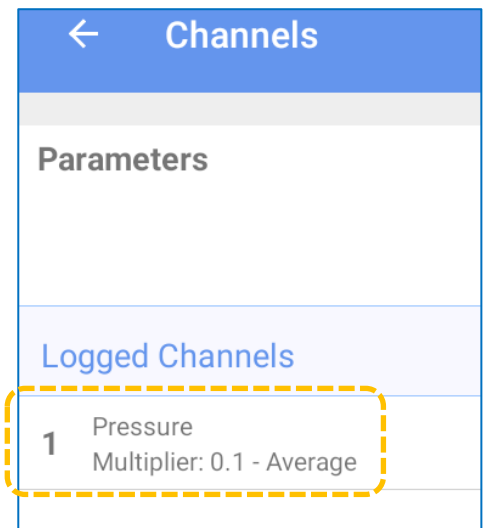 Channels
Parameters
Logged Channels
1 Pressure
Multiplier: 0.1 - Average